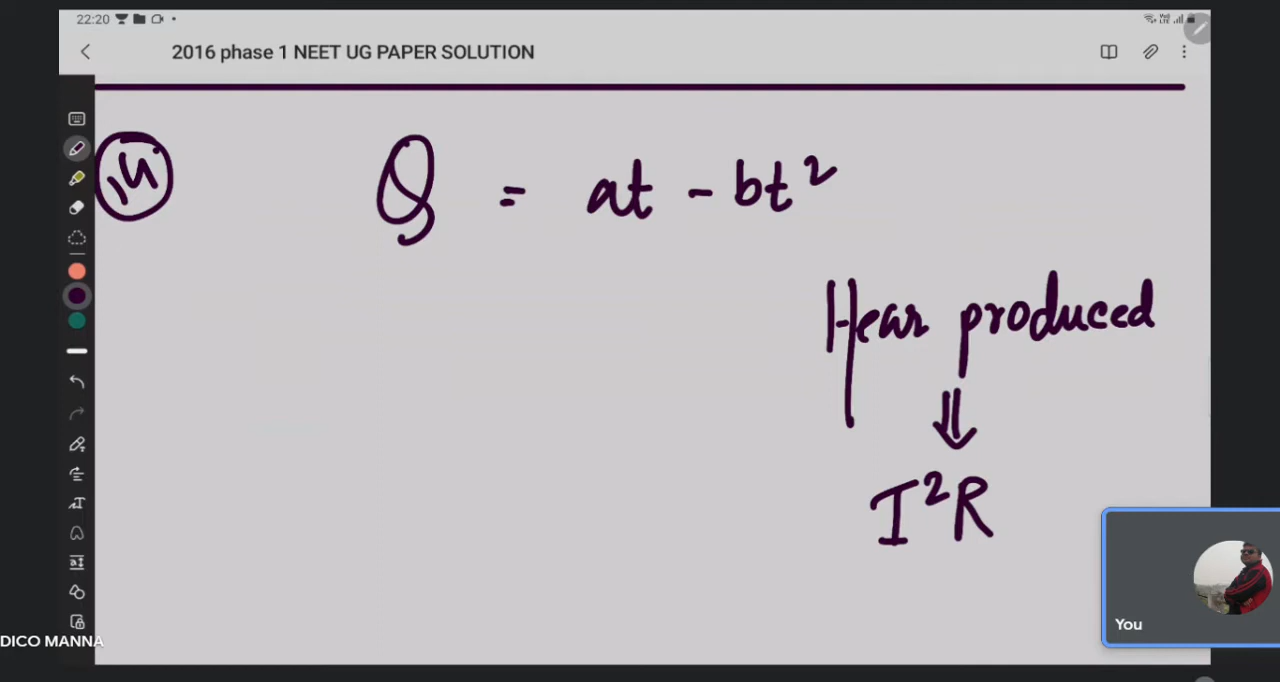 22:20
2016 phase 1 NEET UG PAPER SOLUTION
14
Q = at - bt²
Hear produced
⇓
I²R
You
DICO MANNA